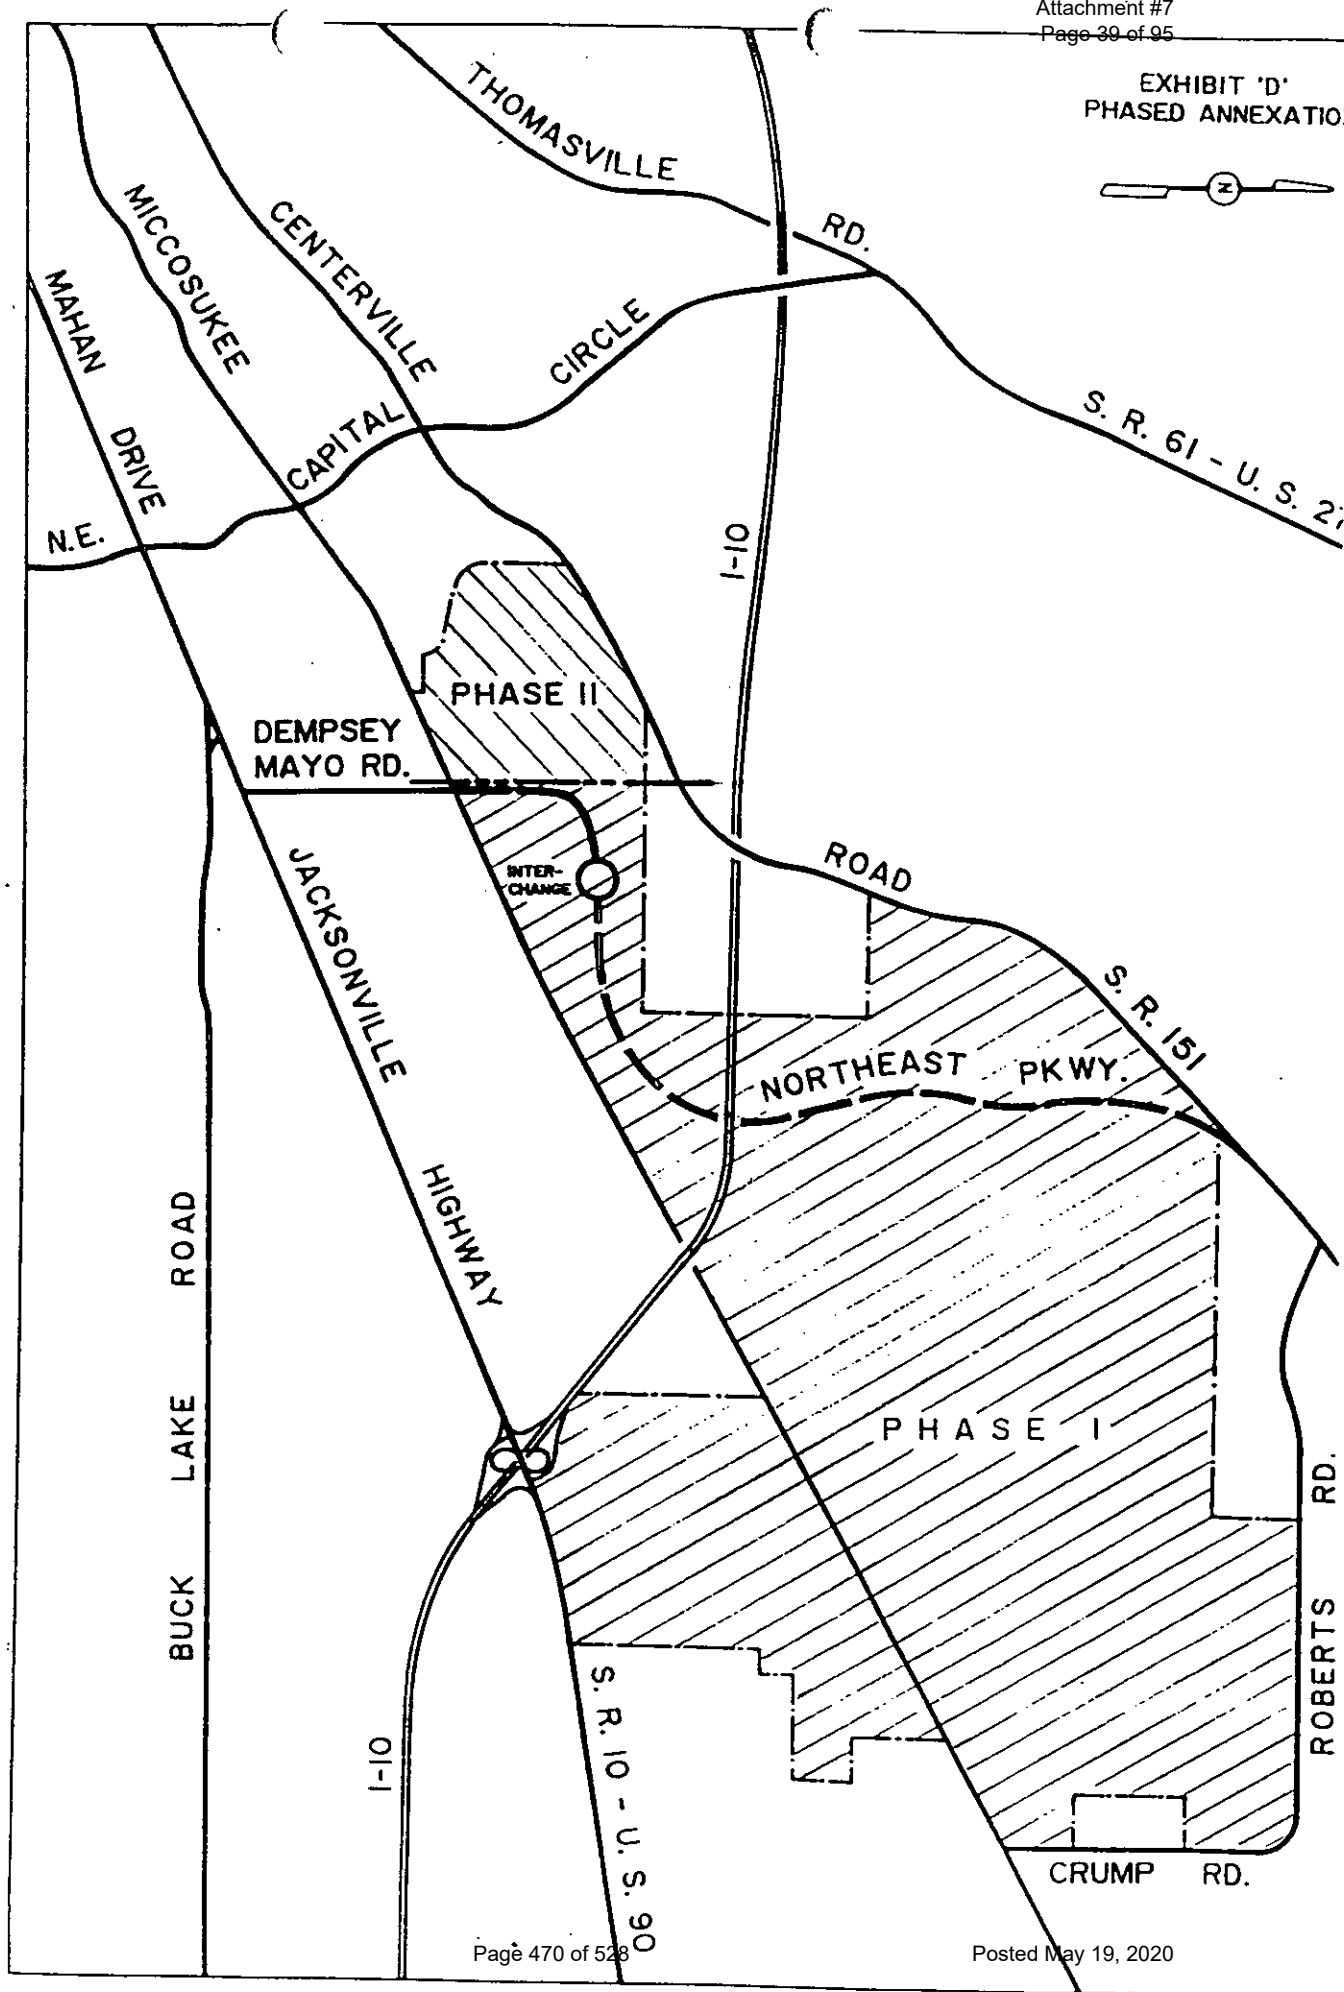 Attachment #7
Page 39 of 95
EXHIBIT 'D'
PHASED ANNEXATIO
N
THOMASVILLE
RD.
MICCOSUKEE
CENTERVILLE
MAHAN
DRIVE
CIRCLE
CAPITAL
N.E.
S. R. 61 - U. S. 27
I-10
PHASE II
DEMPSEY
MAYO RD.
INTER-
CHANGE
ROAD
JACKSONVILLE
S. R. 151
NORTHEAST PKWY.
HIGHWAY
BUCK LAKE ROAD
PHASE I
ROBERTS RD.
S. R. 10 - U. S. 90
I-10
CRUMP RD.
Page 470 of 528
Posted May 19, 2020